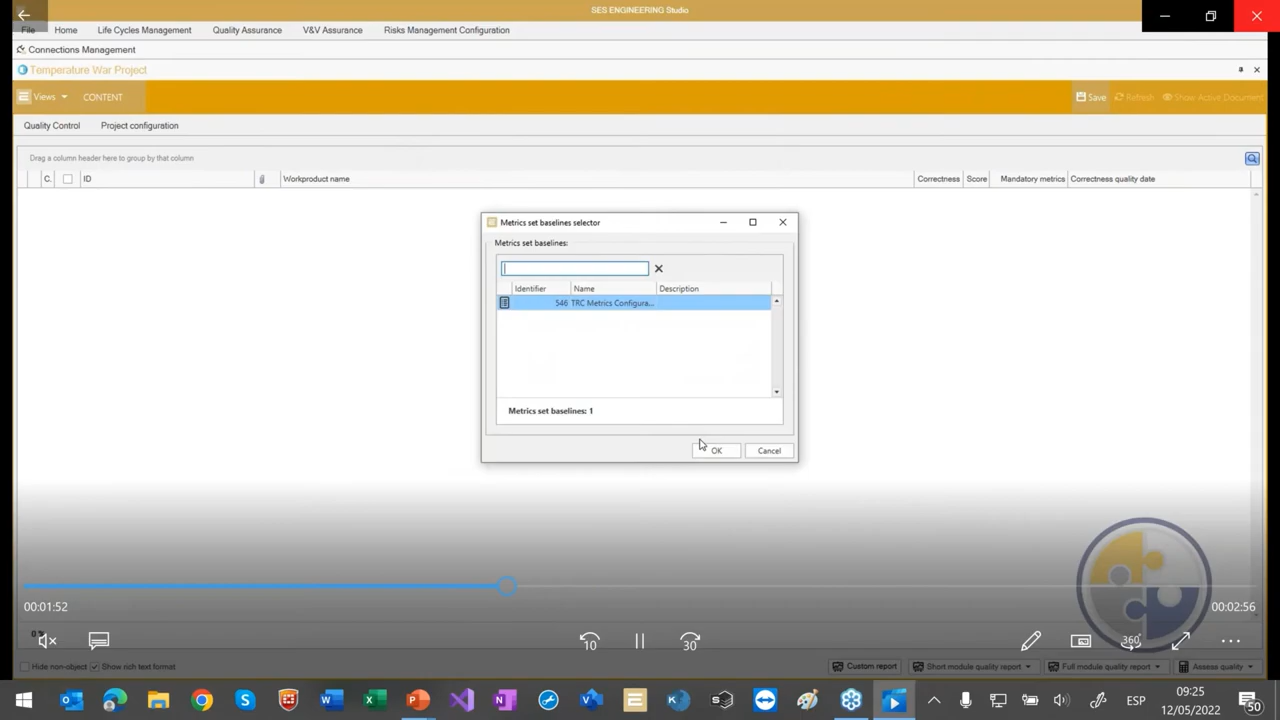 SES ENGINEERING Studio
File Home Life Cycles Management Quality Assurance V&V Assurance Risks Management Configuration
Connections Management
Temperature War Project
Views CONTENT Save Refresh Show Active Document
Quality Control Project configuration
Drag a column header here to group by that column
C. ID Workproduct name Correctness Score Mandatory metrics Correctness quality date
Metrics set baselines selector
Metrics set baselines:
Identifier Name Description
546 TRC Metrics Configura...
Metrics set baselines: 1
OK Cancel
00:01:52 00:02:56
0
10 30 360
Hide non-object Show rich text format Custom report Short module quality report Full module quality report Assess quality
ESP 09:25
12/05/2022 50